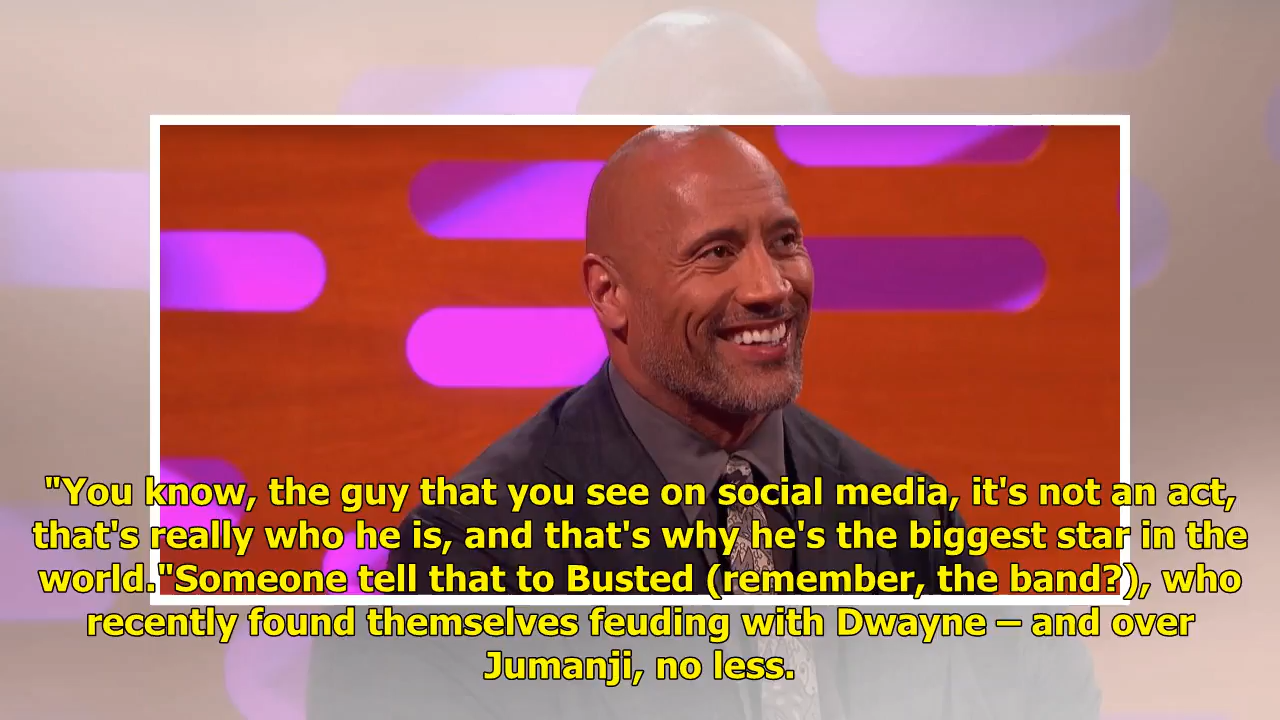 "You know, the guy that you see on social media, it's not an act,
that's really who he is, and that's why he's the biggest star in the
world."Someone tell that to Busted (remember, the band?), who
recently found themselves feuding with Dwayne – and over
Jumanji, no less.